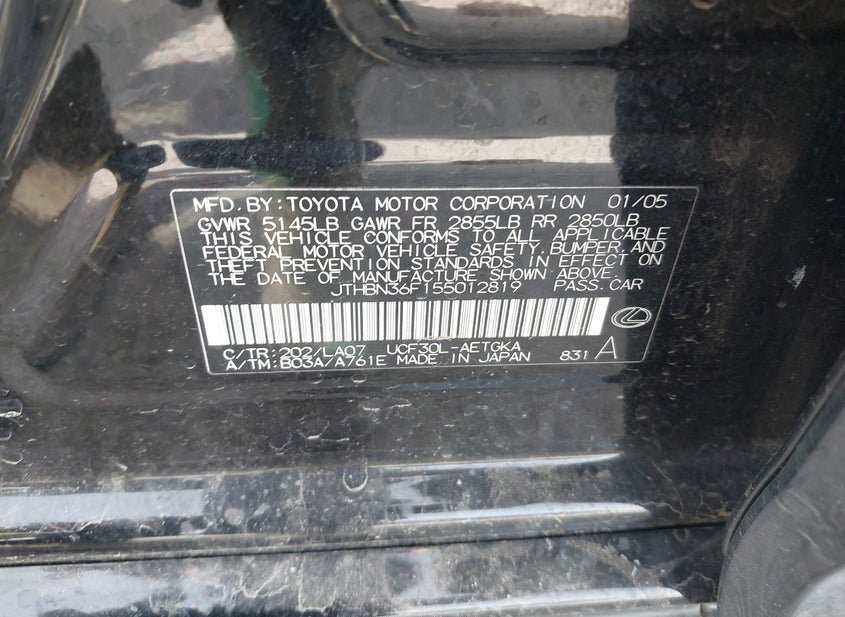 MFD.BY:TOYOTA MOTOR CORPORATION 01/05
GVWR 5145LB GAWR FR 2855LB RR 2850LB
THIS VEHICLE CONFORMS TO ALL APPLICABLE
FEDERAL MOTOR VEHICLE SAFETY,BUMPER,AND
THEFT PREVENTION STANDARDS IN EFFECT ON
THE DATE OF MANUFACTURE SHOWN ABOVE.
JTHBN36F155012819 PASS.CAR
C/TR:202/LA07 UCF30L-AETGKA
A/TM:B03A/A761E MADE IN JAPAN 831 A